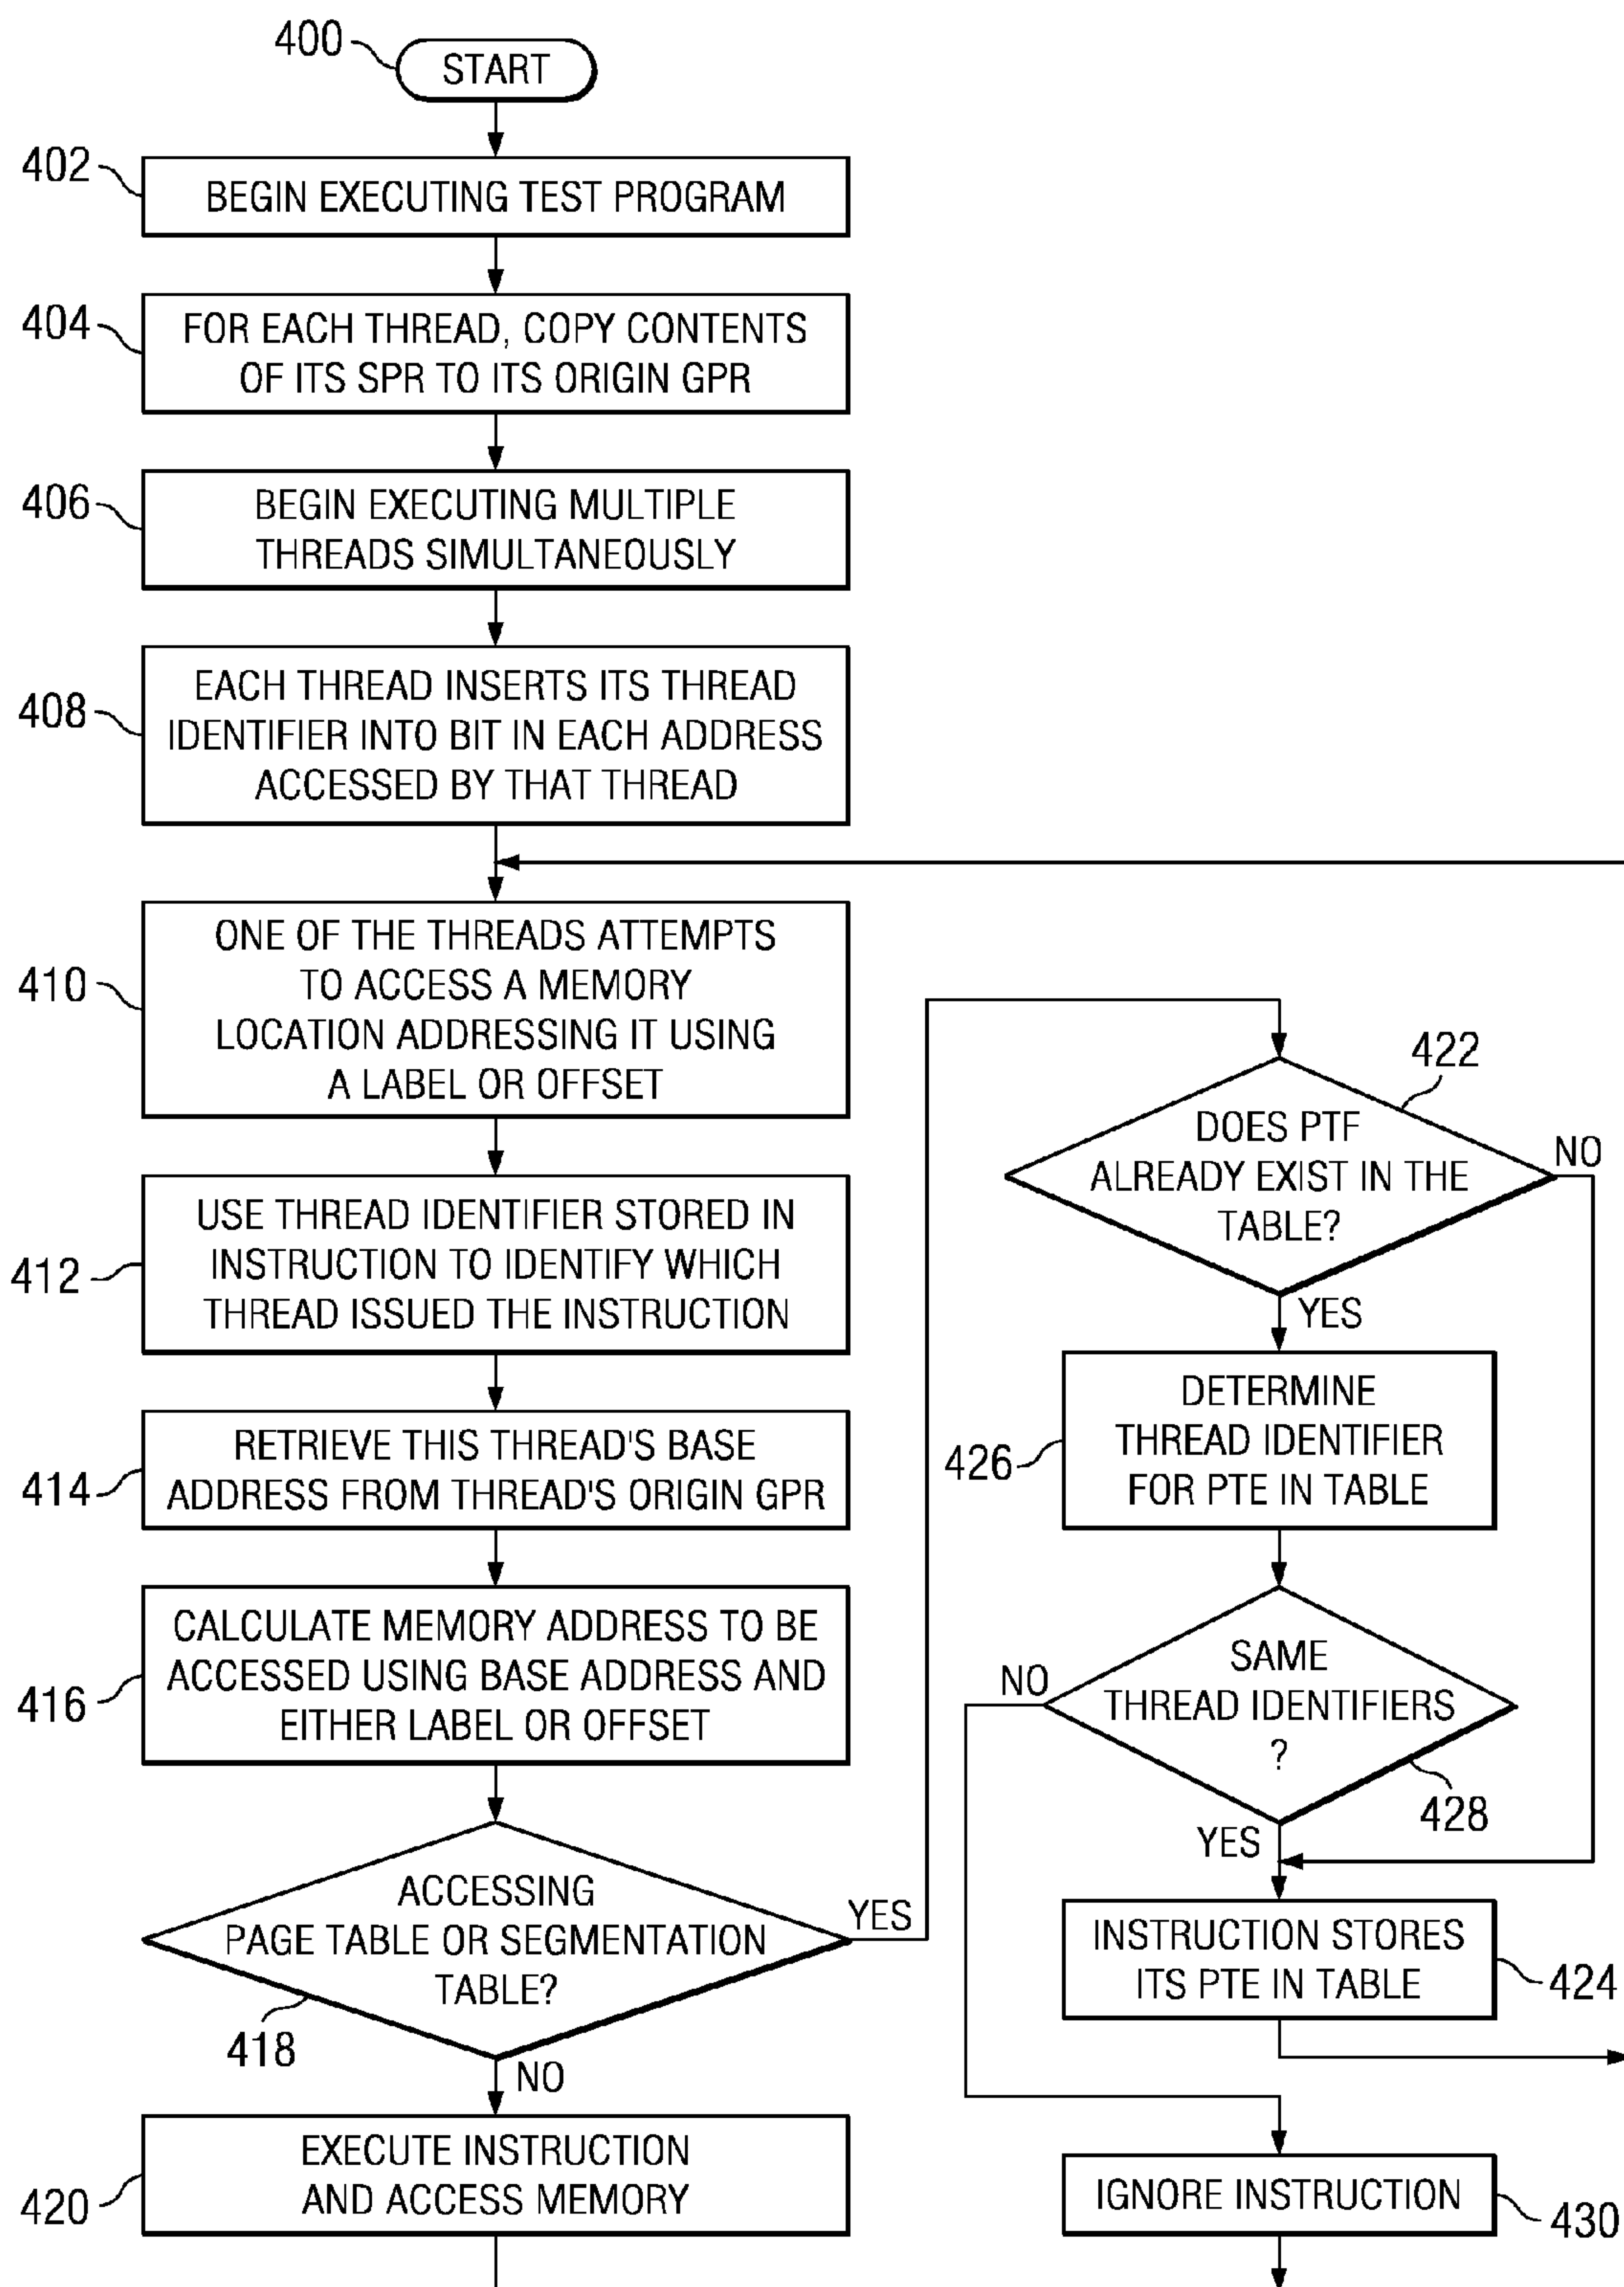 400
START
402
BEGIN EXECUTING TEST PROGRAM
404
FOR EACH THREAD, COPY CONTENTS
OF ITS SPR TO ITS ORIGIN GPR
406
BEGIN EXECUTING MULTIPLE
THREADS SIMULTANEOUSLY
408
EACH THREAD INSERTS ITS THREAD
IDENTIFIER INTO BIT IN EACH ADDRESS
ACCESSED BY THAT THREAD
410
ONE OF THE THREADS ATTEMPTS
TO ACCESS A MEMORY
LOCATION ADDRESSING IT USING
A LABEL OR OFFSET
412
USE THREAD IDENTIFIER STORED IN
INSTRUCTION TO IDENTIFY WHICH
THREAD ISSUED THE INSTRUCTION
414
RETRIEVE THIS THREAD'S BASE
ADDRESS FROM THREAD'S ORIGIN GPR
416
CALCULATE MEMORY ADDRESS TO BE
ACCESSED USING BASE ADDRESS AND
EITHER LABEL OR OFFSET
ACCESSING
PAGE TABLE OR SEGMENTATION
TABLE?
YES
418
NO
420
EXECUTE INSTRUCTION
AND ACCESS MEMORY
422
DOES PTF
ALREADY EXIST IN THE
TABLE?
NO
YES
426
DETERMINE
THREAD IDENTIFIER
FOR PTE IN TABLE
NO
SAME
THREAD IDENTIFIERS
?
428
YES
INSTRUCTION STORES
ITS PTE IN TABLE
424
IGNORE INSTRUCTION
430